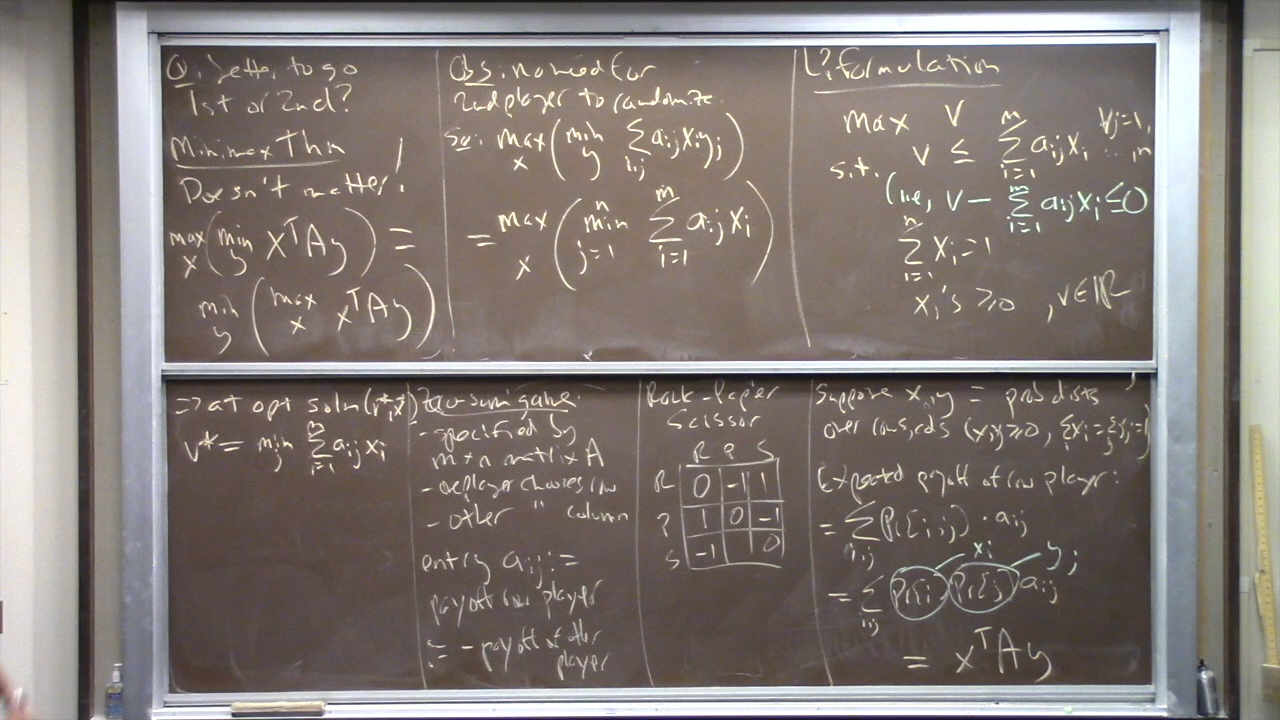 Q: better to go
1st or 2nd?
Minimax Thm
Doesn't matter!
max x (min y x^T A y) =
min y (max x x^T A y)
Obs: no need for
2nd player to randomize.
So: max x (min y ∑ i,j a_ij x_i y_j)
= max x (min j=1 n ∑ i=1 m a_ij x_i)
LP formulation
max v
s.t. v ≤ ∑ i=1 m a_ij x_i ∀j=1,...,n
(i.e., v - ∑ i=1 m a_ij x_i ≤ 0
∑ i=1 n x_i = 1
x_i's ≥ 0, v ∈ ℝ
⇒ at opt soln (v*, x*),
v* = min j ∑ i=1 m a_ij x_i
Zero-sum game:
- specified by
m×n matrix A
- one player chooses row
- other " column
entry a_ij :=
payoff row player
:= - payoff of other
player
Rock-Paper
Scissor
R P S
R 0 -1 1
P 1 0 -1
S -1 1 0
Suppose x, y = prob dists
over rows, cols (x,y ≥ 0, ∑ i x_i = ∑ j y_j = 1)
Expected payoff of row player:
= ∑ i,j Pr[i,j] · a_ij
x_i y_j
= ∑ i,j Pr[i] Pr[j] a_ij
= x^T A y